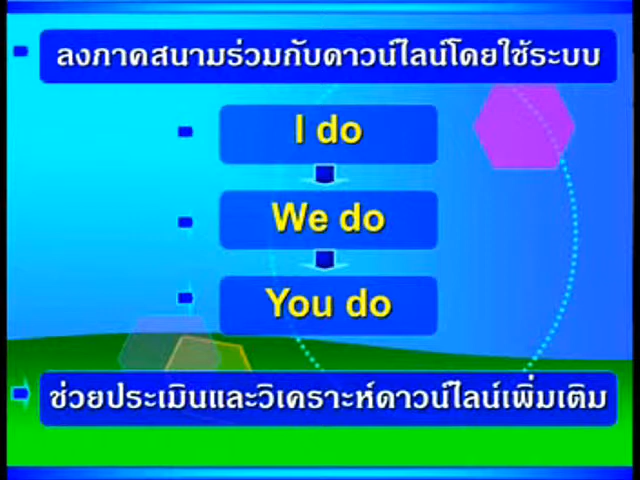 ลงภาคสนามร่วมกับดาวน์ไลน์โดยใช้ระบบ
I do
We do
You do
ช่วยประเมินและวิเคราะห์ดาวน์ไลน์เพิ่มเติม